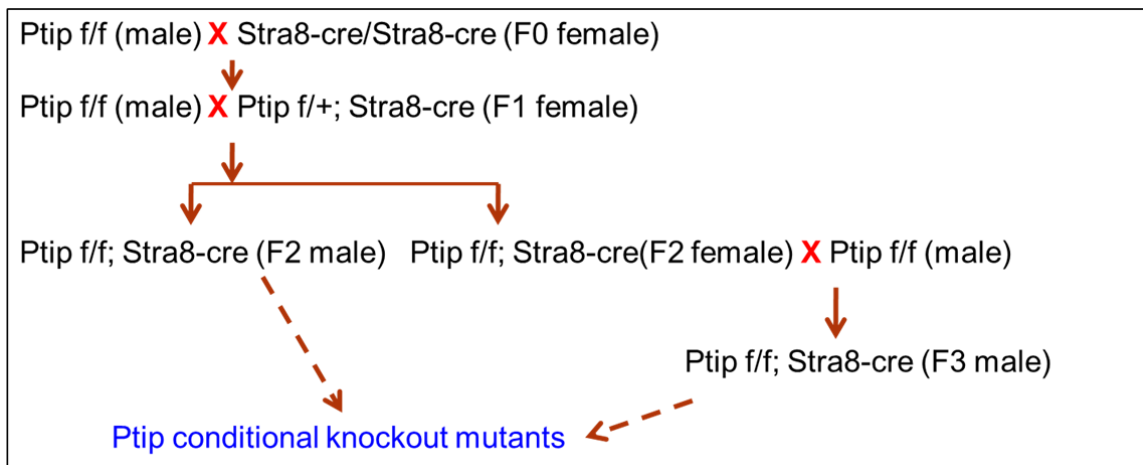 Ptip f/f (male) X Stra8-cre/Stra8-cre (F0 female)
Ptip f/f (male) X Ptip f/+; Stra8-cre (F1 female)
Ptip f/f; Stra8-cre (F2 male) Ptip f/f; Stra8-cre(F2 female) X Ptip f/f (male)
Ptip f/f; Stra8-cre (F3 male)
Ptip conditional knockout mutants